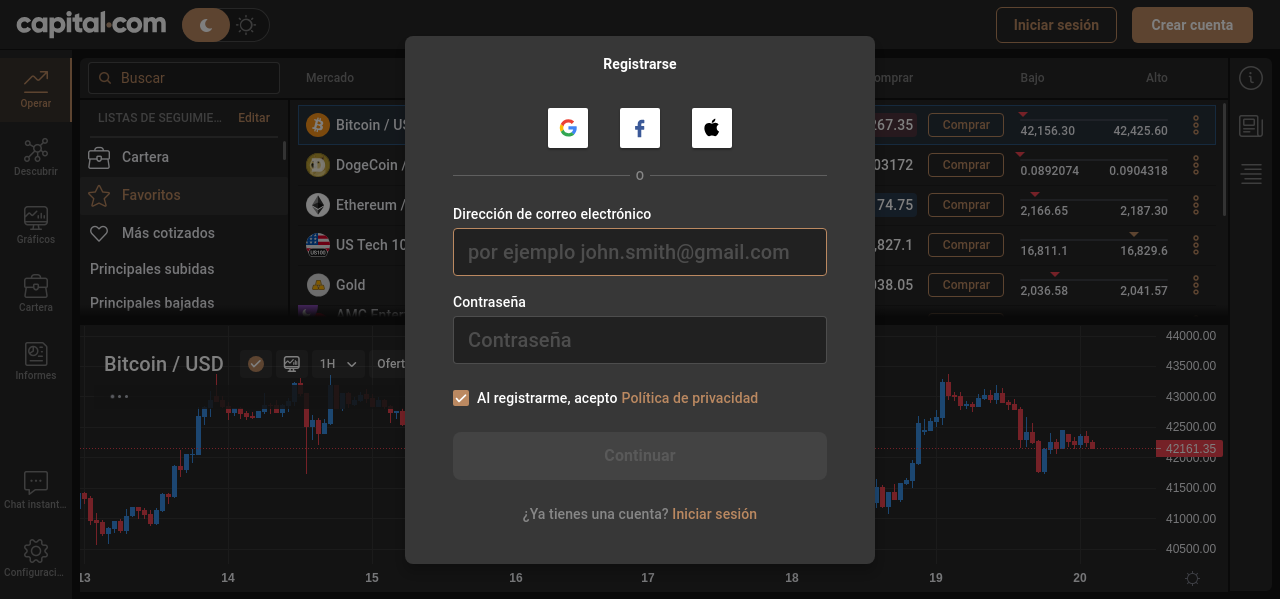 capital.com
Iniciar sesión
Crear cuenta
Registrarse
Operar
Buscar
Mercado
Bajo
Alto
LISTAS DE SEGUIMIE...
Editar
Bitcoin /
267.35
Comprar
42,156.30
42,425.60
Cartera
DogeCoin /
03172
Comprar
0.0892074
0.0904318
Descubrir
O
Favoritos
Ethereum /
74.75
Comprar
2,166.65
2,187.30
Dirección de correo electrónico
por ejemplo john.smith@gmail.com
Más cotizados
US Tech 10
,827.1
Comprar
16,811.1
16,829.6
Gráficos
Principales subidas
Gold
038.05
Comprar
2,036.58
2,041.57
Principales bajadas
Cartera
Contraseña
Contraseña
Bitcoin / USD
1H
Ofert
Informes
Al registrarme, acepto Política de privacidad
Continuar
¿Ya tienes una cuenta? Iniciar sesión
Chat instant...
Configuraci...
44000.00
43500.00
43000.00
42500.00
42161.35
42000.00
41500.00
41000.00
40500.00
13
14
15
16
17
18
19
20